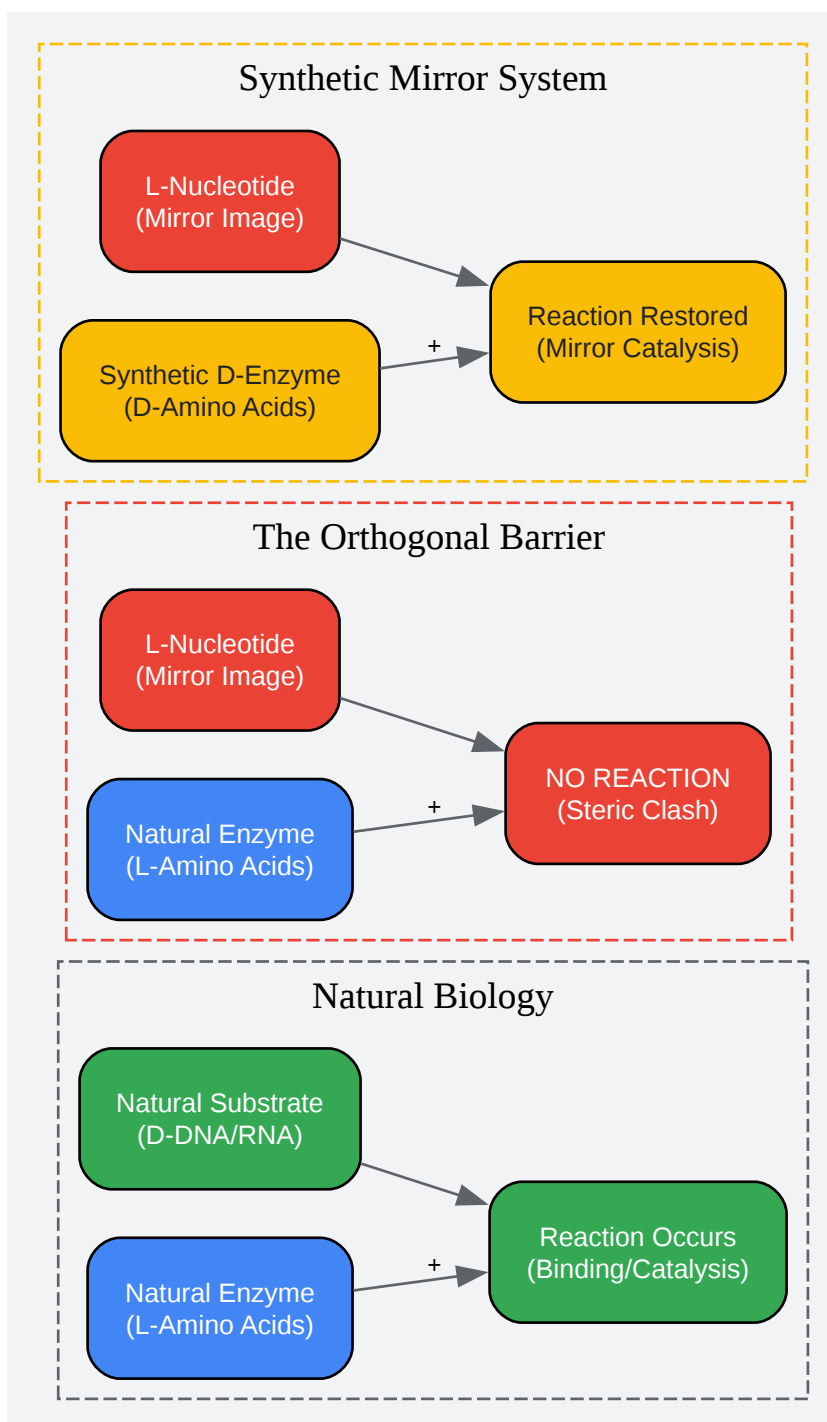 Synthetic Mirror System
L-Nucleotide
(Mirror Image)
Synthetic D-Enzyme
(D-Amino Acids)
+
Reaction Restored
(Mirror Catalysis)
The Orthogonal Barrier
L-Nucleotide
(Mirror Image)
Natural Enzyme
(L-Amino Acids)
+
NO REACTION
(Steric Clash)
Natural Biology
Natural Substrate
(D-DNA/RNA)
Natural Enzyme
(L-Amino Acids)
+
Reaction Occurs
(Binding/Catalysis)